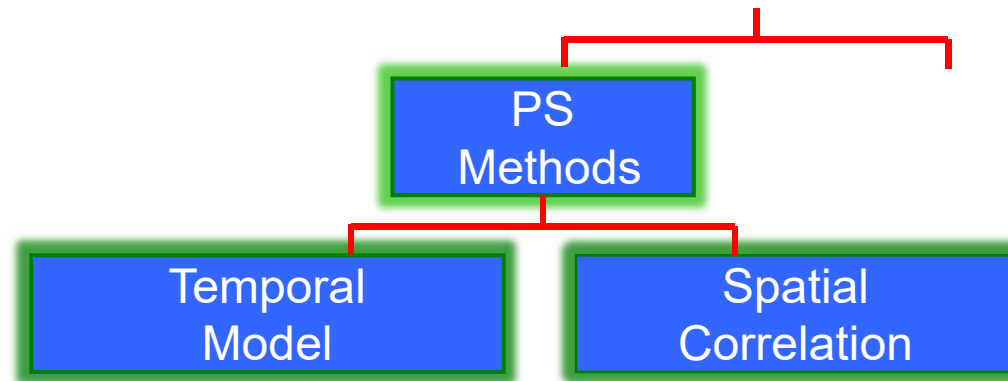 PS
Methods
Temporal
Model
Spatial
Correlation